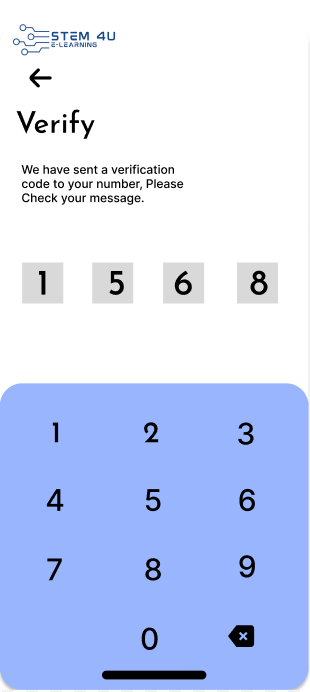 STEM 4U
E-LEARNING
Verify
We have sent a verification
code to your number, Please
Check your message.
1 5 6 8
1 2 3
4 5 6
7 8 9
0